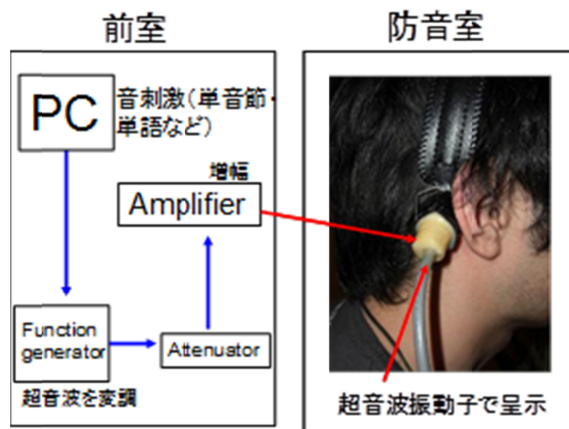 前室
防音室
PC
音刺激(単音節・
単語など)
増幅
Amplifier
Function
generator
Attenuator
超音波を変調
超音波振動子で呈示